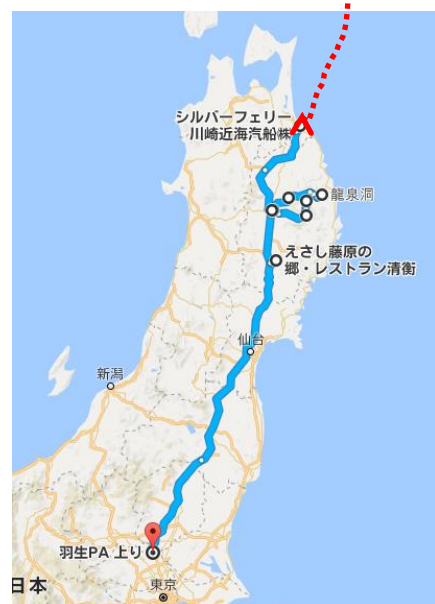 シルバーフェリー
川崎近海汽船㈱
龍泉洞
えさし藤原の
郷・レストラン清衡
仙台
新潟
羽生PA 上り
日本
東京